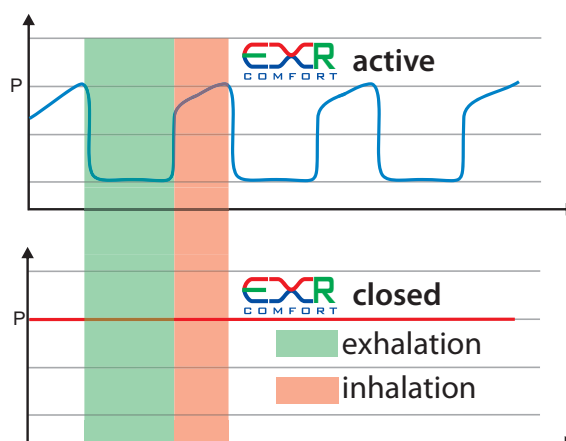 EXR active
COMFORT
P
EXR closed
COMFORT
P
exhalation
inhalation